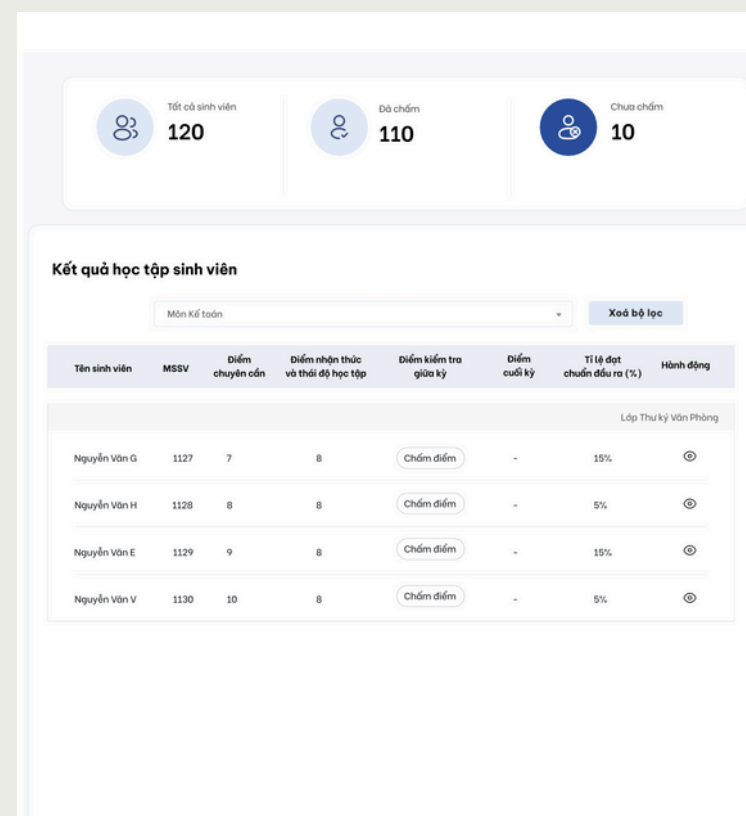 Tất cả sinh viên
120
Đã chấm
110
Chưa chấm
10
Kết quả học tập sinh viên
Môn Kế toán
Xoá bộ lọc
Tên sinh viên
MSSV
Điểm
chuyên cần
Điểm nhận thức
và thái độ học tập
Điểm kiểm tra
giữa kỳ
Điểm
cuối kỳ
Tỉ lệ đạt
chuẩn đầu ra (%)
Hành động
Lớp Thư ký Văn Phòng
Nguyễn Văn G 1127 7 8 Chấm điểm - 15%
Nguyễn Văn H 1128 8 8 Chấm điểm - 5%
Nguyễn Văn E 1129 9 8 Chấm điểm - 15%
Nguyễn Văn V 1130 10 8 Chấm điểm - 5%